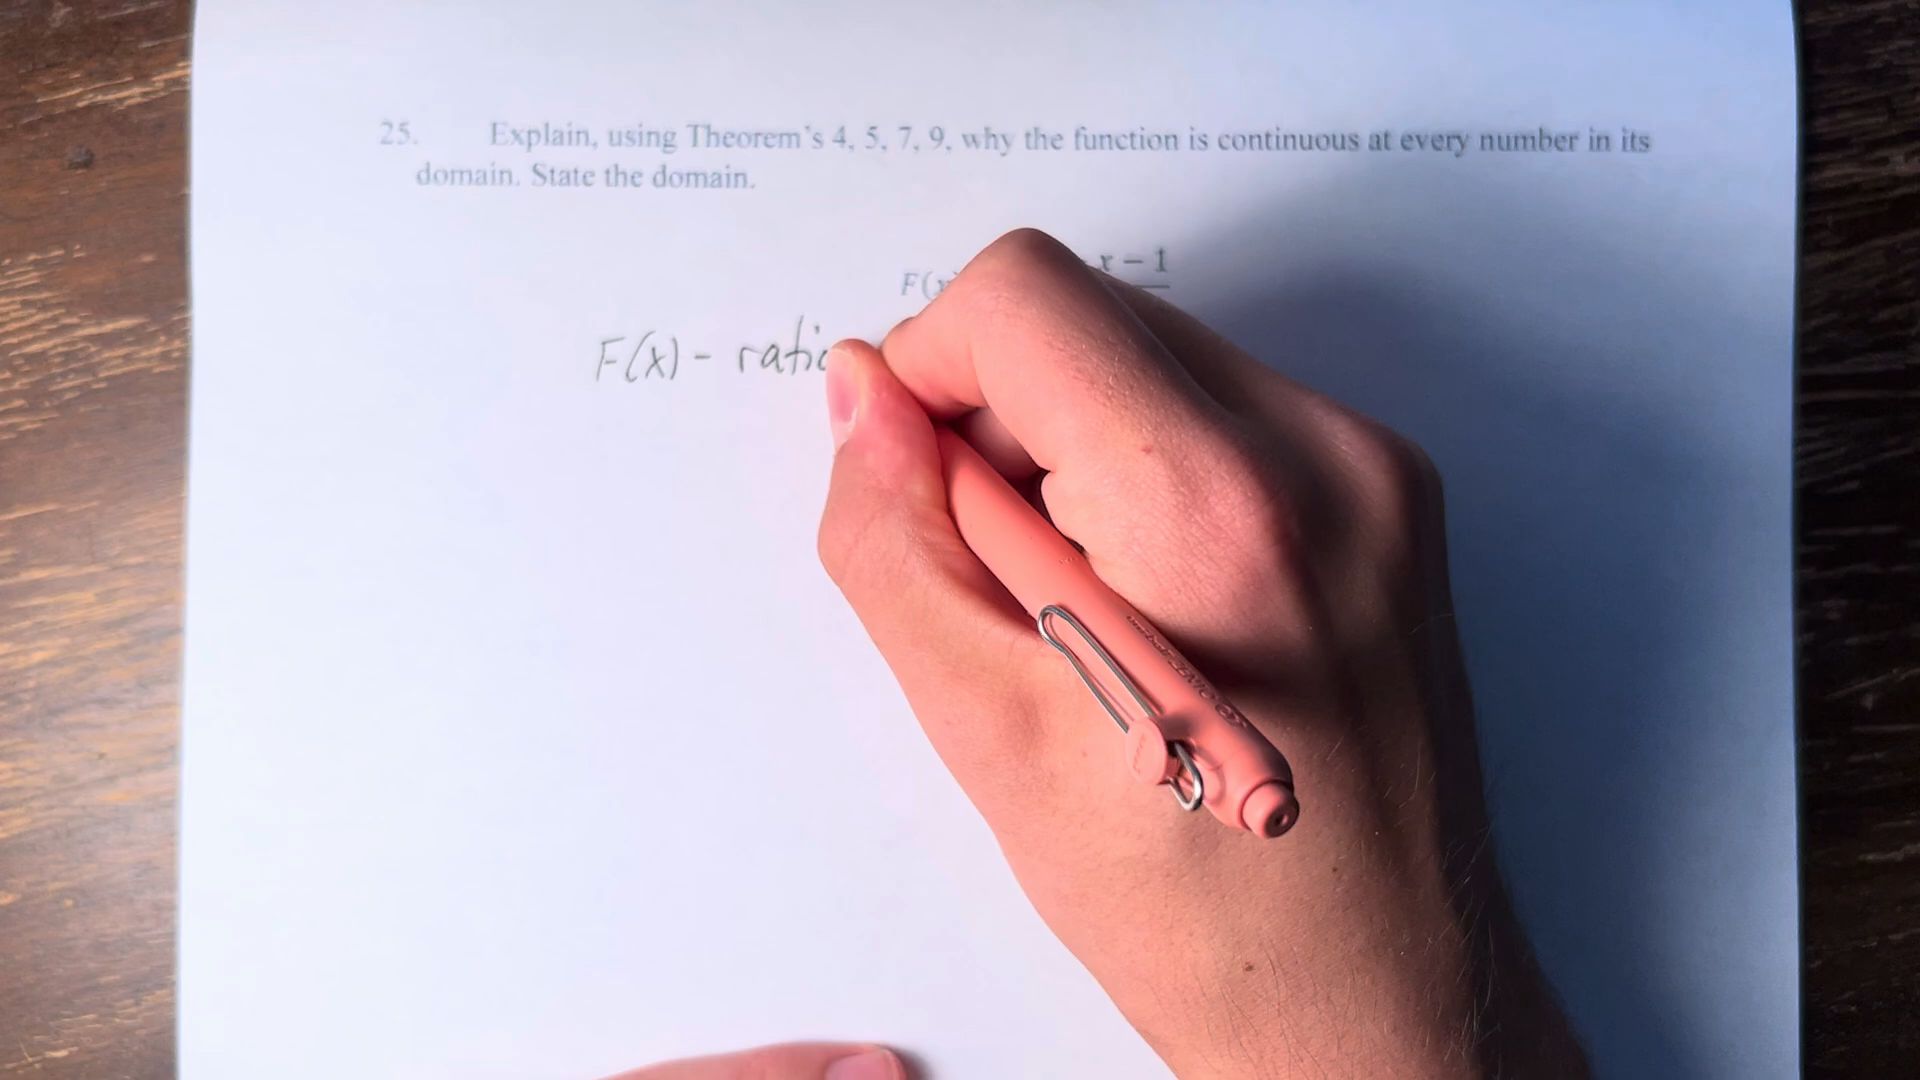 25. Explain, using Theorem's 4, 5, 7, 9, why the function is continuous at every number in its
domain. State the domain.
x - 1
F(x
F(x) - ratio